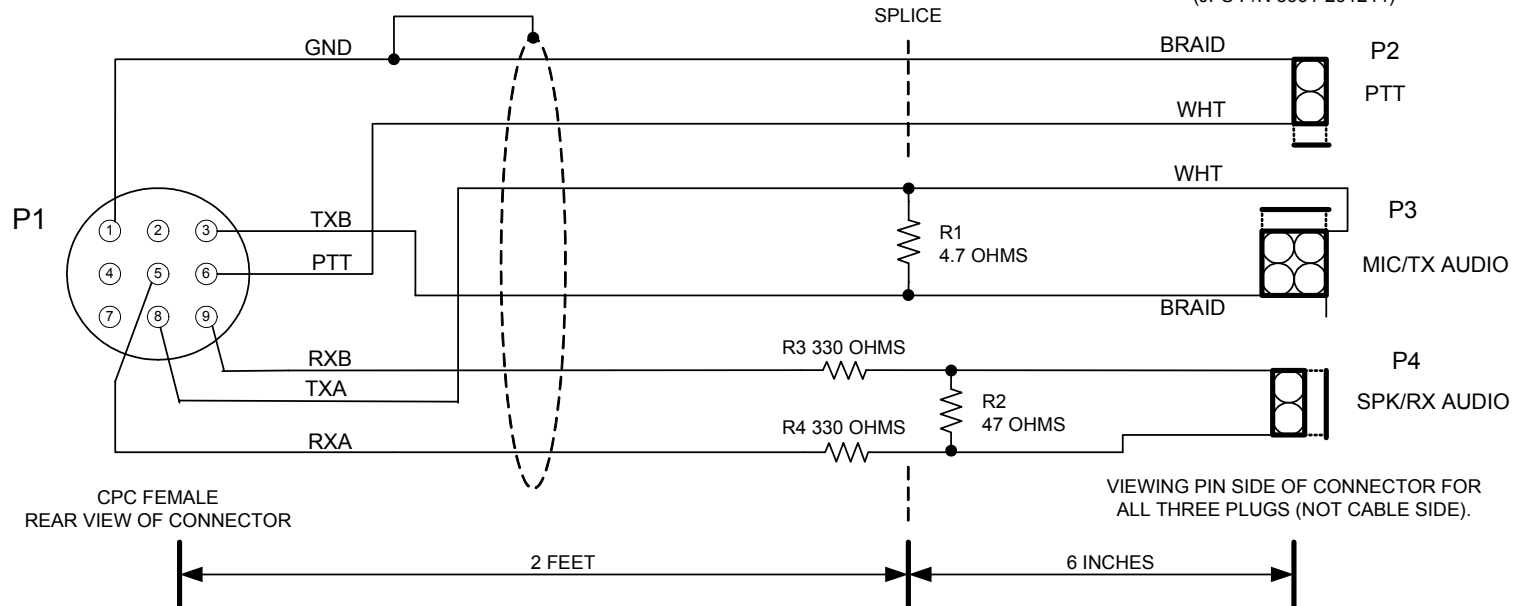 SPLICE
GND
BRAID
P2
PTT
WHT
WHT
P1
1 2 3
4 5 6
7 8 9
TXB
PTT
R1
4.7 OHMS
P3
MIC/TX AUDIO
BRAID
RXB
TXA
RXA
R3 330 OHMS
R4 330 OHMS
R2
47 OHMS
P4
SPK/RX AUDIO
CPC FEMALE
REAR VIEW OF CONNECTOR
VIEWING PIN SIDE OF CONNECTOR FOR
ALL THREE PLUGS (NOT CABLE SIDE).
2 FEET
6 INCHES